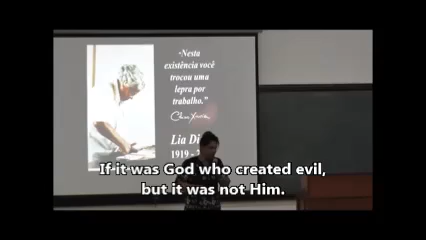 "Nesta
existência você
trocou uma
lepra por
trabalho."
Lia Di
1919 - 2
If it was God who created evil,
but it was not Him.